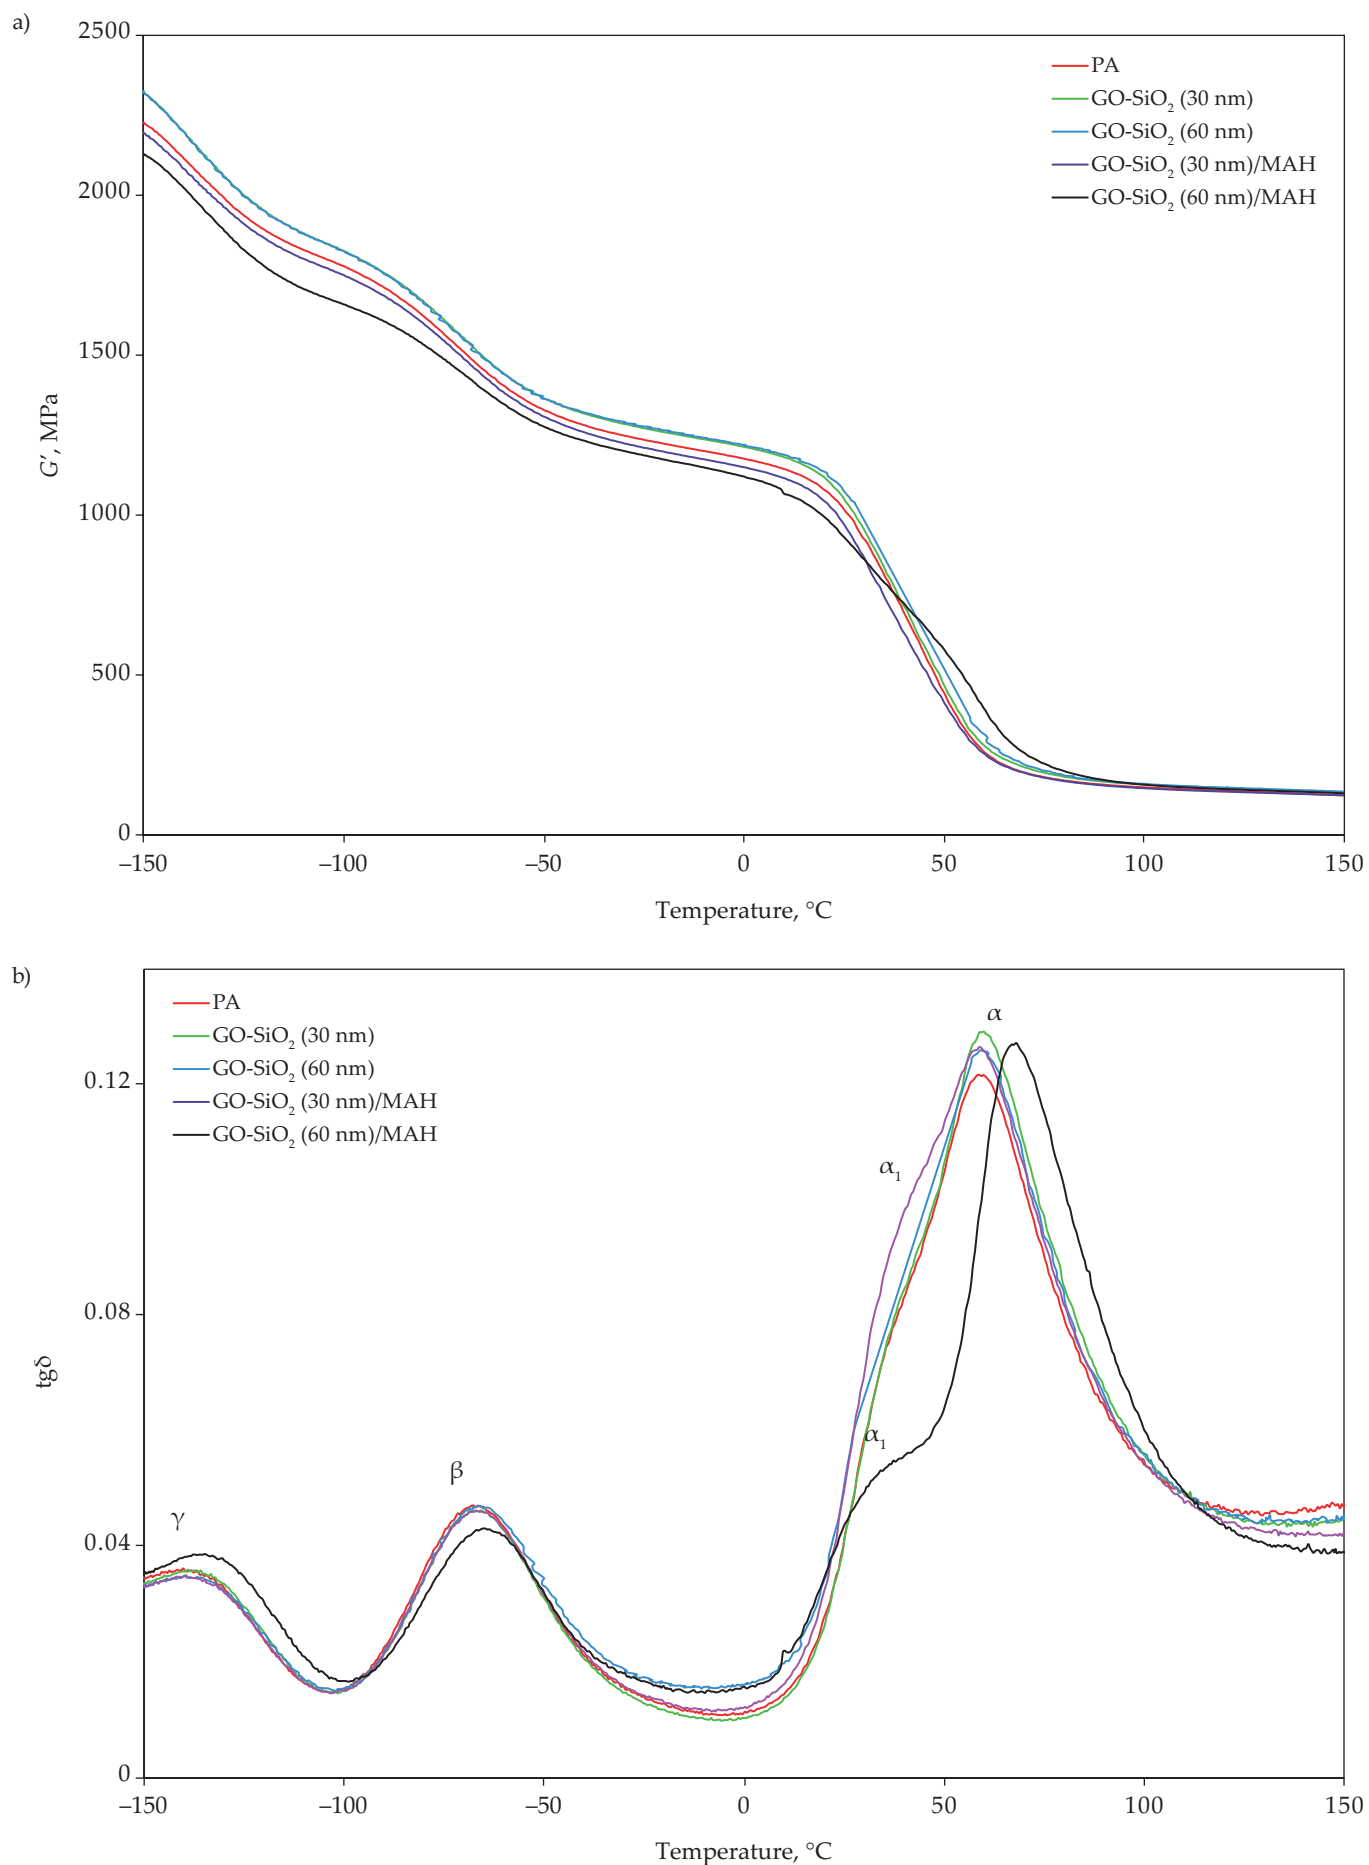 a)
2500
2000
1500
1000
500
0
G′, MPa
PA
GO-SiO₂ (30 nm)
GO-SiO₂ (60 nm)
GO-SiO₂ (30 nm)/MAH
GO-SiO₂ (60 nm)/MAH
–150 –100 –50 0 50 100 150
Temperature, °C
b)
PA
GO-SiO₂ (30 nm)
GO-SiO₂ (60 nm)
GO-SiO₂ (30 nm)/MAH
GO-SiO₂ (60 nm)/MAH
0.12
0.08
0.04
0
tgδ
α
α₁
α₁
β
γ
–150 –100 –50 0 50 100 150
Temperature, °C